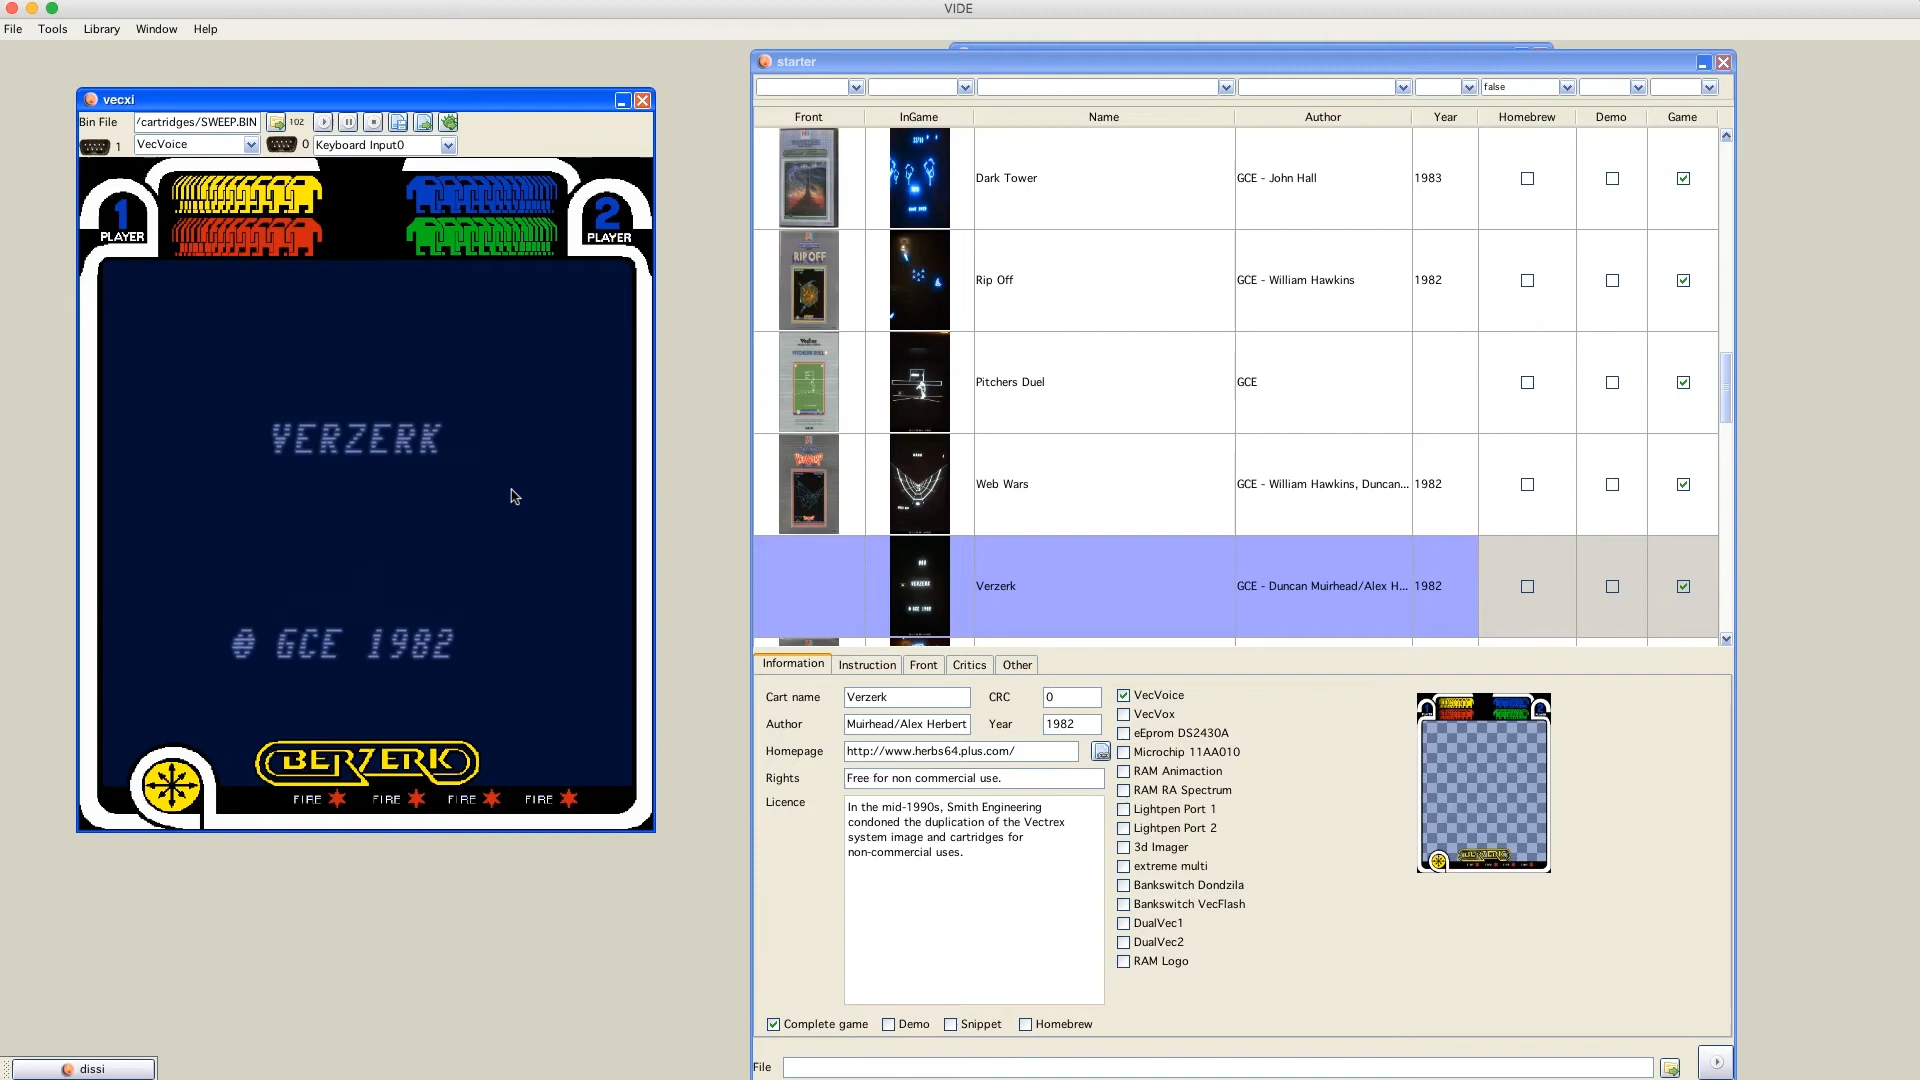 VIDE
File Tools Library Window Help
vecxi
Bin File /cartridges/SWEEP.BIN 102
1 VecVoice 0 Keyboard Input0
1 PLAYER
2 PLAYER
VERZERK
© GCE 1982
BERZERK
FIRE FIRE FIRE FIRE
starter
false
Front InGame Name Author Year Homebrew Demo Game
Dark Tower GCE - John Hall 1983
RIP OFF
Rip Off GCE - William Hawkins 1982
PITCHERS DUEL
Pitchers Duel GCE
Web Wars GCE - William Hawkins, Duncan... 1982
VERZERK
Verzerk GCE - Duncan Muirhead/Alex H... 1982
Information Instruction Front Critics Other
Cart name Verzerk CRC 0
Author Muirhead/Alex Herbert Year 1982
Homepage http://www.herbs64.plus.com/
Rights Free for non commercial use.
Licence In the mid-1990s, Smith Engineering
condoned the duplication of the Vectrex
system image and cartridges for
non-commercial uses.
VecVoice
VecVox
eEprom DS2430A
Microchip 11AA010
RAM Animaction
RAM RA Spectrum
Lightpen Port 1
Lightpen Port 2
3d Imager
extreme multi
Bankswitch Dondzila
Bankswitch VecFlash
DualVec1
DualVec2
RAM Logo
BERZERK
Complete game Demo Snippet Homebrew
File
dissi